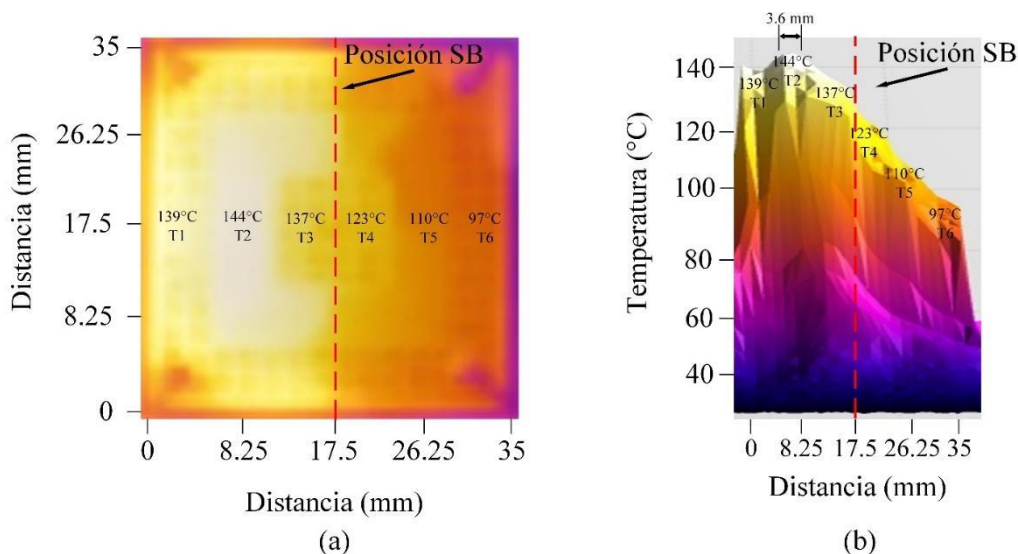 35
26.25
17.5
8.25
0
Distancia (mm)
Posición SB
139°C
T1
144°C
T2
137°C
T3
123°C
T4
110°C
T5
97°C
T6
0
8.25
17.5
26.25
35
Distancia (mm)
(a)
3.6 mm
Posición SB
140
120
100
80
60
40
Temperatura (°C)
139°C
T1
144°C
T2
137°C
T3
123°C
T4
110°C
T5
97°C
T6
0
8.25
17.5
26.25
35
Distancia (mm)
(b)